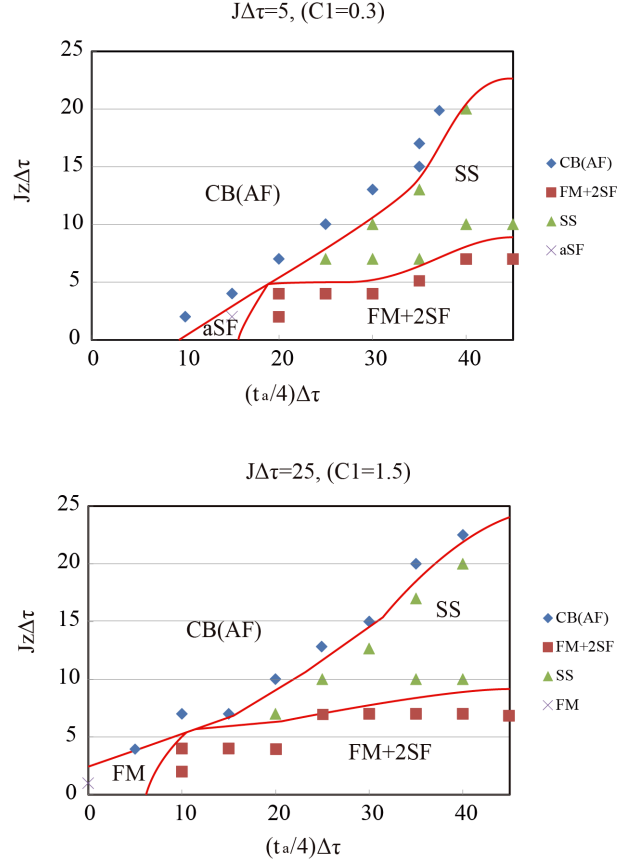 JΔτ=5, (C1=0.3)
25
20
15
10
5
0
JzΔτ
CB(AF)
SS
aSF
FM+2SF
CB(AF)
FM+2SF
SS
aSF
0 10 20 30 40
(ta/4)Δτ
JΔτ=25, (C1=1.5)
25
20
15
10
5
0
JzΔτ
CB(AF)
SS
FM
FM+2SF
CB(AF)
FM+2SF
SS
FM
0 10 20 30 40
(ta/4)Δτ